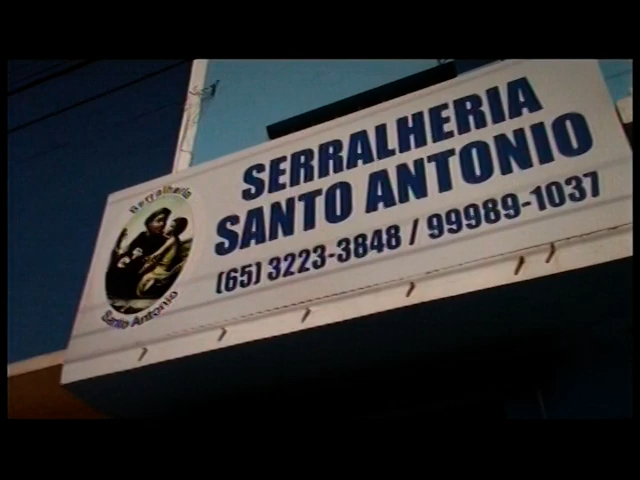 Serralheria
Santo Antonio
SERRALHERIA
SANTO ANTONIO
(65) 3223-3848 / 99989-1037